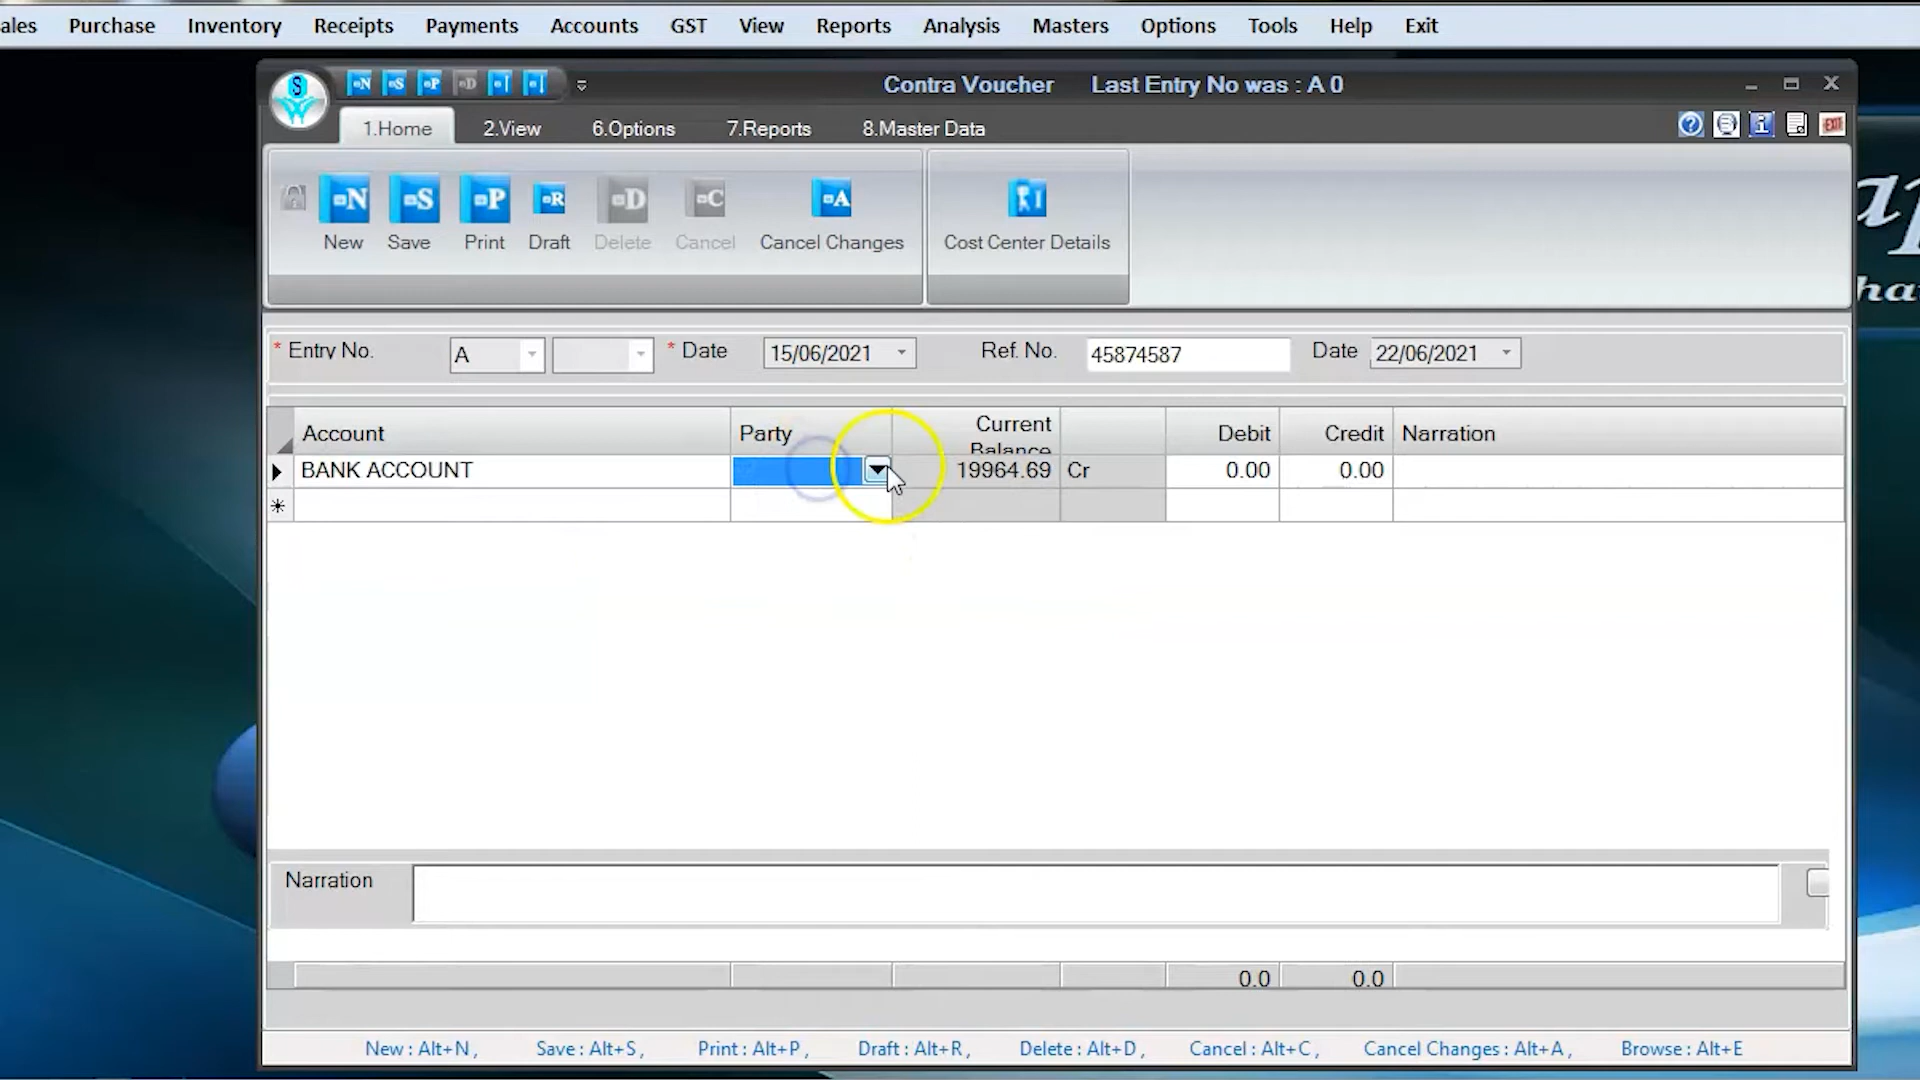 ales Purchase Inventory Receipts Payments Accounts GST View Reports Analysis Masters Options Tools Help Exit
Contra Voucher Last Entry No was : A 0
1.Home 2.View 6.Options 7.Reports 8.Master Data
N New S Save P Print R Draft D Delete C Cancel A Cancel Changes Cost Center Details
* Entry No. A * Date 15/06/2021 Ref. No. 45874587 Date 22/06/2021
Account Party Current Balance Debit Credit Narration
BANK ACCOUNT 19964.69 Cr 0.00 0.00
Narration
0.0 0.0
New : Alt+N , Save : Alt+S , Print : Alt+P , Draft : Alt+R , Delete : Alt+D , Cancel : Alt+C , Cancel Changes : Alt+A , Browse : Alt+E